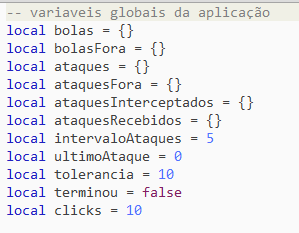 -- variaveis globais da aplicação
local bolas = {}
local bolasFora = {}
local ataques = {}
local ataquesFora = {}
local ataquesInterceptados = {}
local ataquesRecebidos = {}
local intervaloAtaques = 5
local ultimoAtaque = 0
local tolerancia = 10
local terminou = false
local clicks = 10